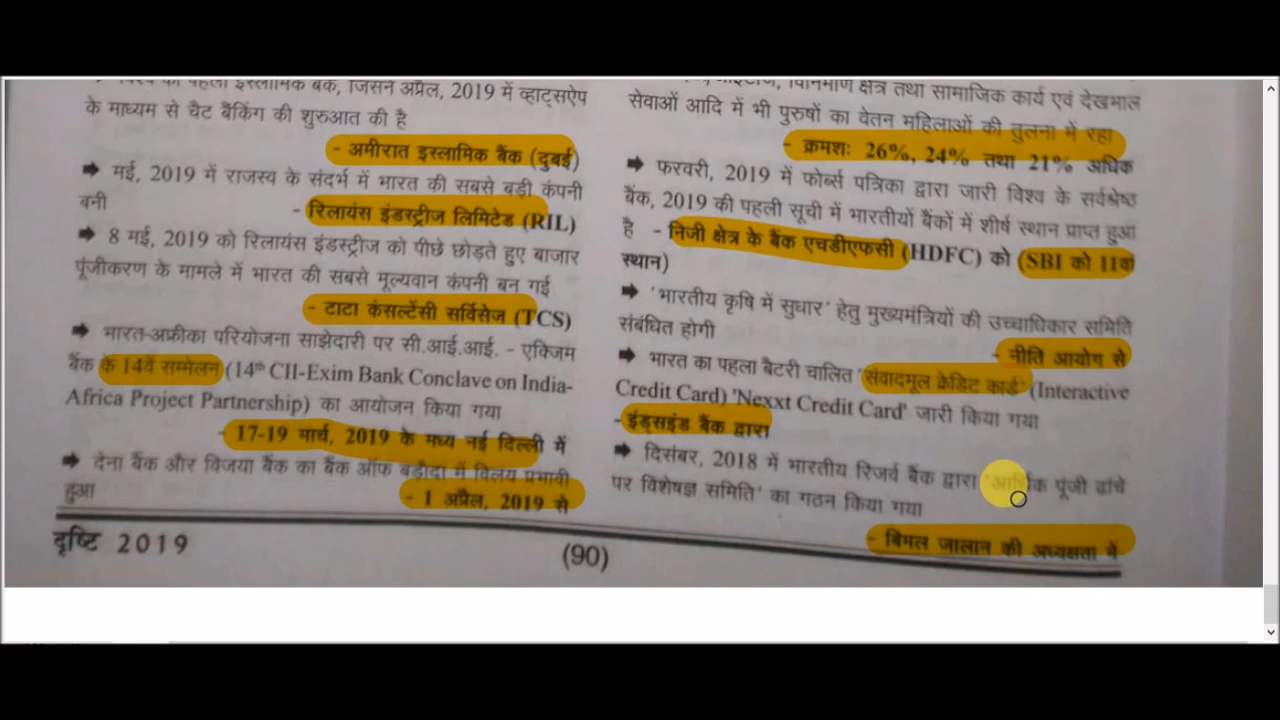 पहला इस्लामिक बैंक, जिसने अप्रैल, 2019 में व्हाट्सऐप
के माध्यम से चैट बैंकिंग की शुरुआत की है
- अमीरात इस्लामिक बैंक (दुबई)
➡ मई, 2019 में राजस्व के संदर्भ में भारत की सबसे बड़ी कंपनी
बनी - रिलायंस इंडस्ट्रीज लिमिटेड (RIL)
➡ 8 मई, 2019 को रिलायंस इंडस्ट्रीज को पीछे छोड़ते हुए बाजार
पूंजीकरण के मामले में भारत की सबसे मूल्यवान कंपनी बन गई
- टाटा कंसल्टेंसी सर्विसेज (TCS)
➡ भारत-अफ्रीका परियोजना साझेदारी पर सी.आई.आई. - एक्जिम
बैंक के 14वें सम्मेलन (14th CII-Exim Bank Conclave on India-
Africa Project Partnership) का आयोजन किया गया
- 17-19 मार्च, 2019 के मध्य नई दिल्ली में
➡ देना बैंक और विजया बैंक का बैंक ऑफ बड़ौदा में विलय प्रभावी
हुआ - 1 अप्रैल, 2019 से
विनिर्माण क्षेत्र तथा सामाजिक कार्य एवं देखभाल
सेवाओं आदि में भी पुरुषों का वेतन महिलाओं की तुलना में रहा
- क्रमशः 26%, 24% तथा 21% अधिक
➡ फरवरी, 2019 में फोर्ब्स पत्रिका द्वारा जारी विश्व के सर्वश्रेष्ठ
बैंक, 2019 की पहली सूची में भारतीयों बैंकों में शीर्ष स्थान प्राप्त हुआ
है - निजी क्षेत्र के बैंक एचडीएफसी (HDFC) को (SBI को 11वां
स्थान)
➡ 'भारतीय कृषि में सुधार' हेतु मुख्यमंत्रियों की उच्चाधिकार समिति
संबंधित होगी
- नीति आयोग से
➡ भारत का पहला बैटरी चालित 'संवादमूल क्रेडिट कार्ड' (Interactive
Credit Card) 'Nexxt Credit Card' जारी किया गया
- इंड्सइंड बैंक द्वारा
➡ दिसंबर, 2018 में भारतीय रिजर्व बैंक द्वारा 'आर्थिक पूंजी ढांचे
पर विशेषज्ञ समिति' का गठन किया गया
- बिमल जालान की अध्यक्षता में
दृष्टि 2019
(90)